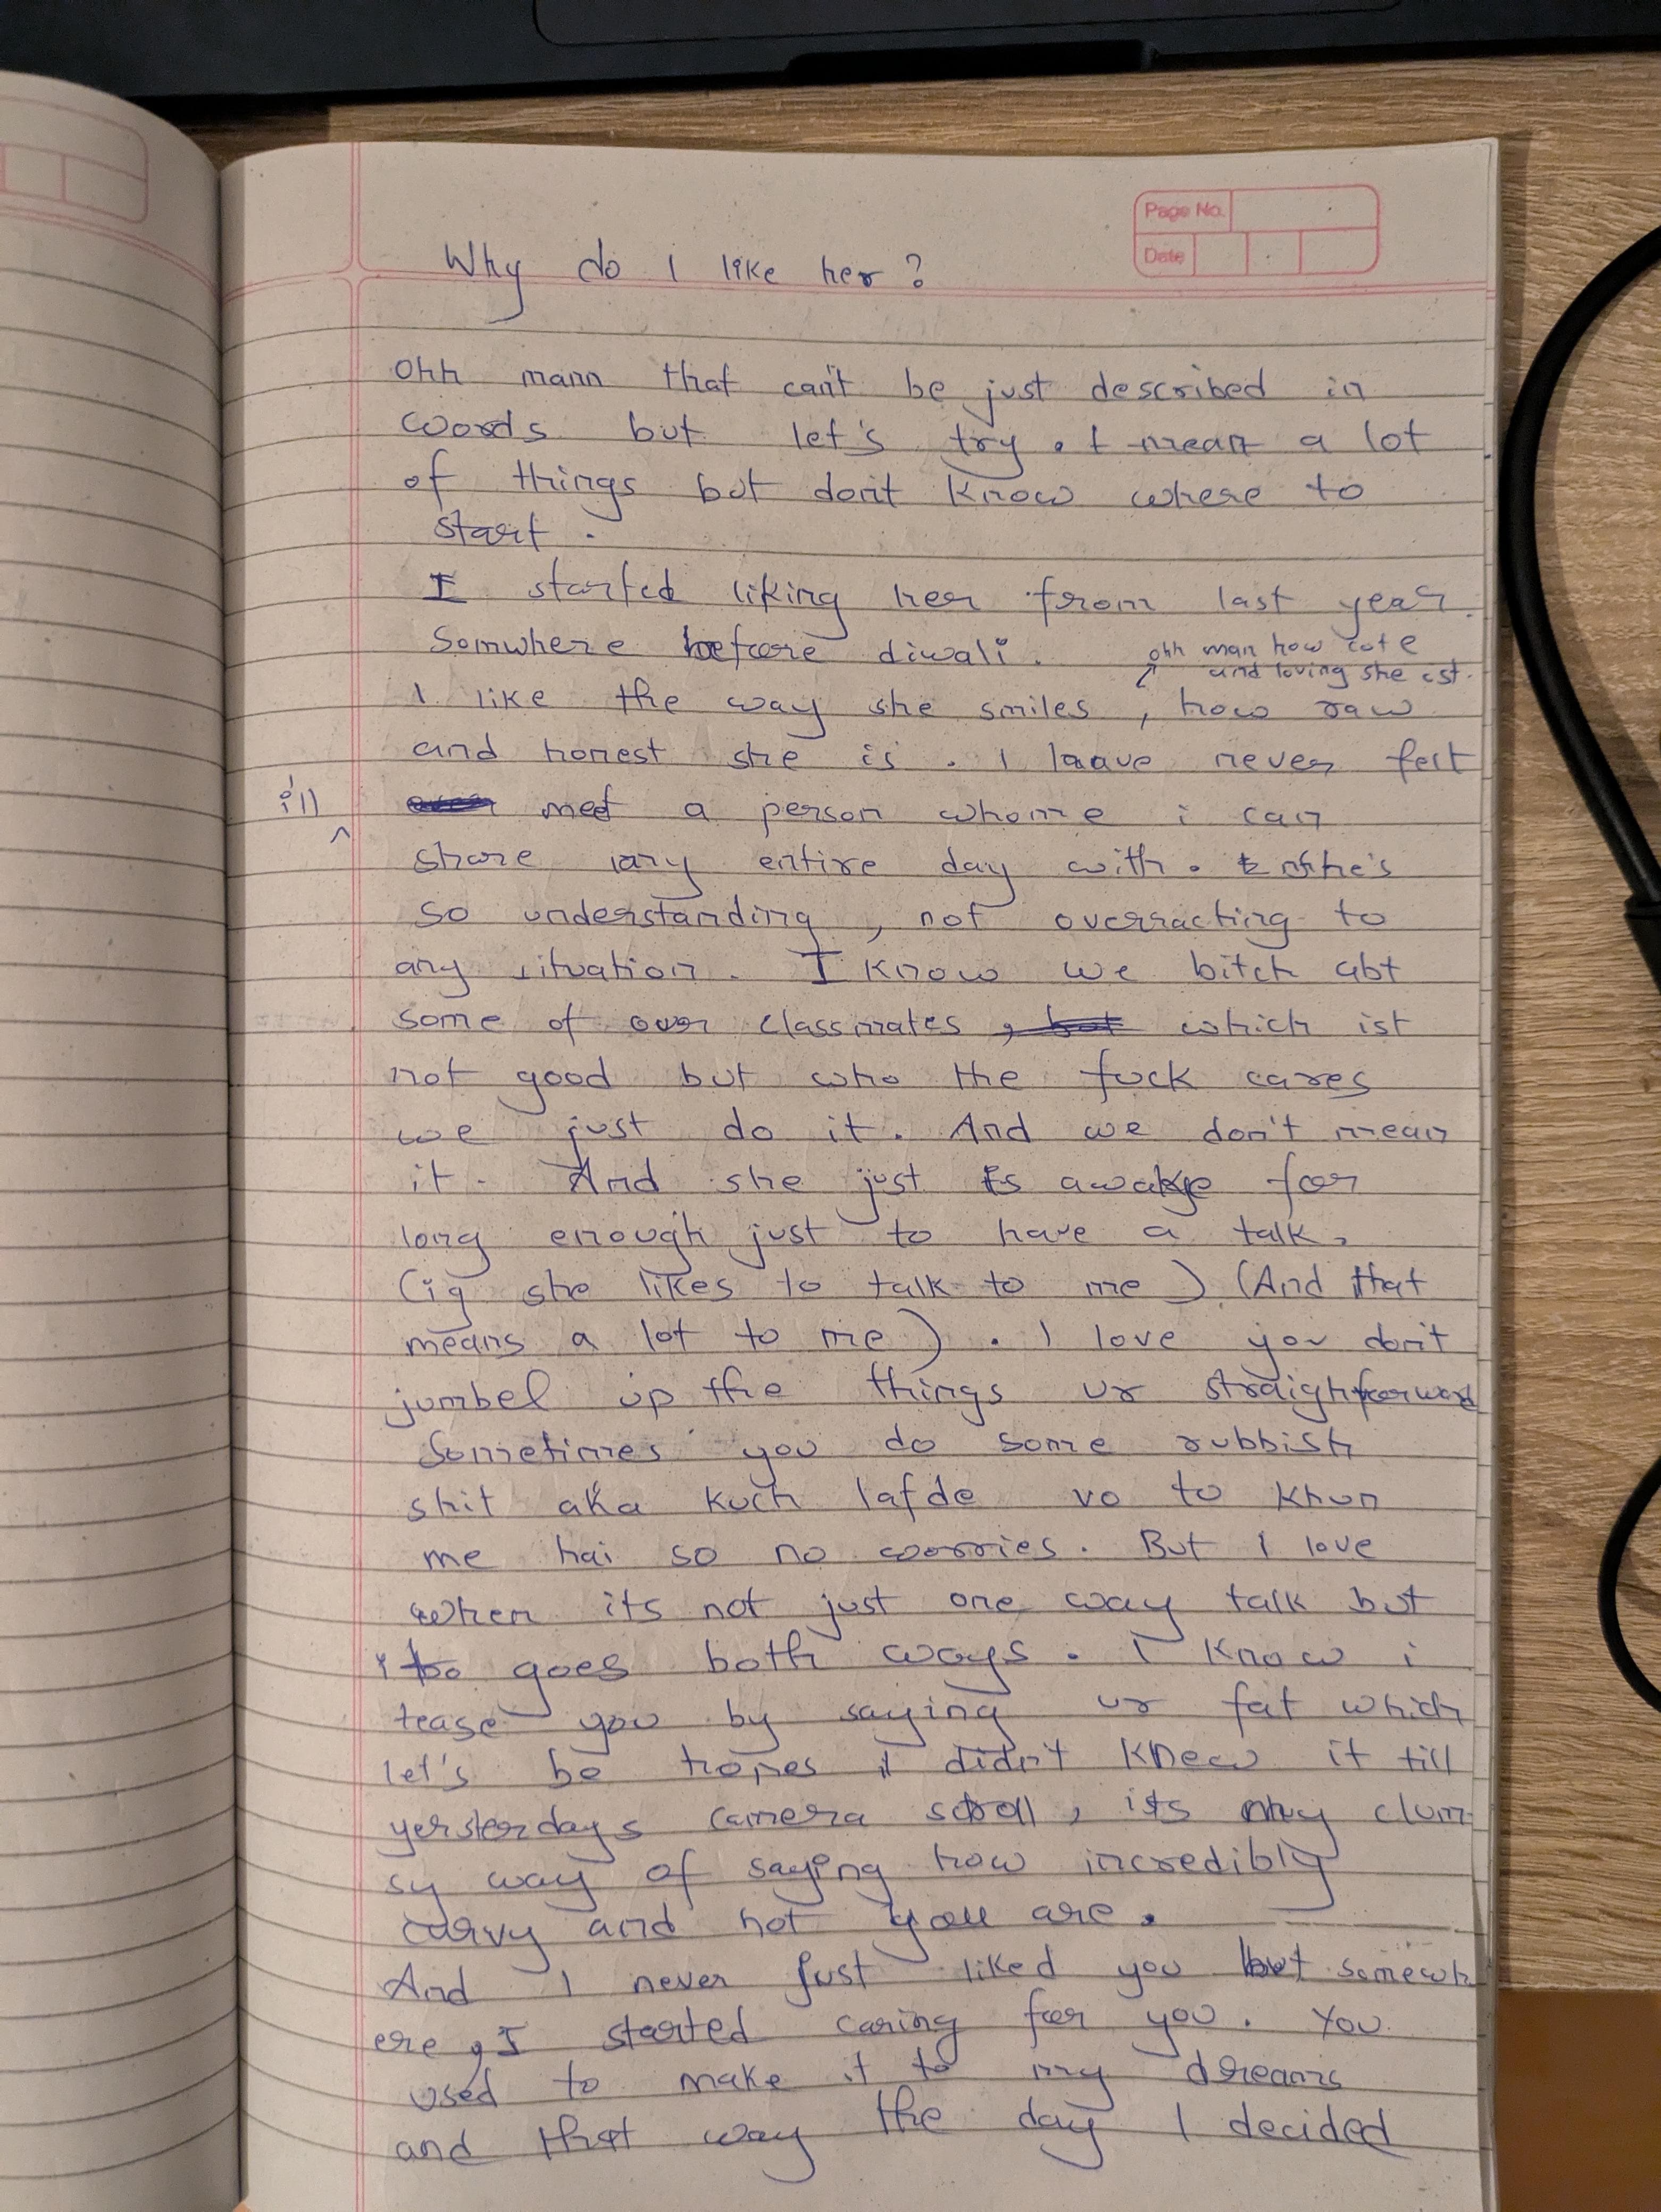 Page No.
Date
Why do I like her ?
Ohh mann that can't be just described in
words but let's try . I mean a lot
of things but don't know where to
start .
I started liking her from last year.
Somwhere before diwali .
ohh man how cute
and loving she ist.
I like the way she smiles , how raw
and honest she is . I have never felt
i'll
met a person whome i can
share my entire day with . she's
so understanding , not overracting to
any situation . I know we bitch abt
some of our classmates , but which ist
not good but who the fuck cares
we just do it . And we don't mean
it . And she just is awake for
long enough just to have a talk .
(ig she likes to talk to me ) (And that
means a lot to me ) . I love you don't
jumbel up the things ur straighforward
Sometimes you do some rubbish
shit aka kuch lafde vo to khun
me hai so no worries . But I love
when its not just one way talk but
goes both ways . I know i
tease you by saying ur fat which
let's be I didn't knew it till
yersterdays camera scroll , its my clum
sy way of saying how incredibly
curvy and hot you are .
And I never just liked you but somewh
ere , I started caring for you . You
used to make it to my dreams
and that way the day I decided